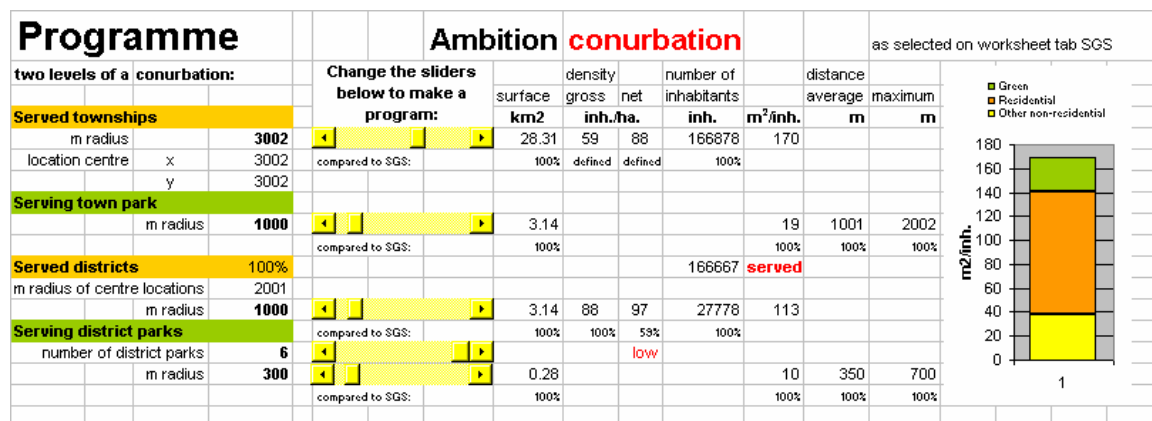 Programme Ambition conurbation as selected on worksheet tab SGS
two levels of a conurbation: Change the sliders density number of distance
below to make a surface gross net inhabitants average maximum
Served townships program: km2 inh./ha. inh. m²/inh. m m
m radius 3002 28.31 59 88 166878 170
location centre x 3002 compared to SGS: 100% defined defined 100%
y 3002
Serving town park
m radius 1000 3.14 19 1001 2002
compared to SGS: 100% 100% 100% 100%
Served districts 100% 166667 served
m radius of centre locations 2001
m radius 1000 3.14 88 97 27778 113
Serving district parks compared to SGS: 100% 100% 59% 100%
number of district parks 6 low
m radius 300 0.28 10 350 700
compared to SGS: 100% 100% 100% 100%
Green
Residential
Other non-residential
m2/inh.
180
160
140
120
100
80
60
40
20
0
1